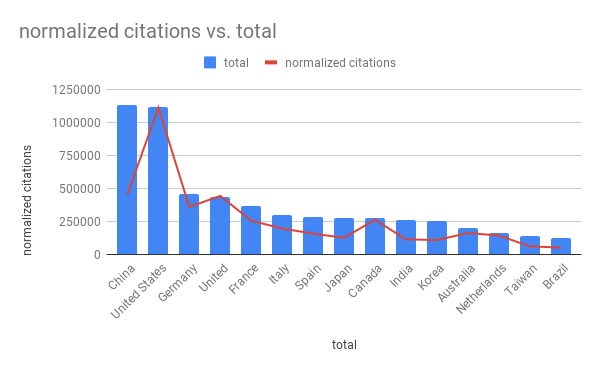 normalized citations vs. total
total normalized citations
normalized citations
1250000
1000000
750000
500000
250000
0
China
United States
Germany
United
France
Italy
Spain
Japan
Canada
India
Korea
Australia
Netherlands
Taiwan
Brazil
total